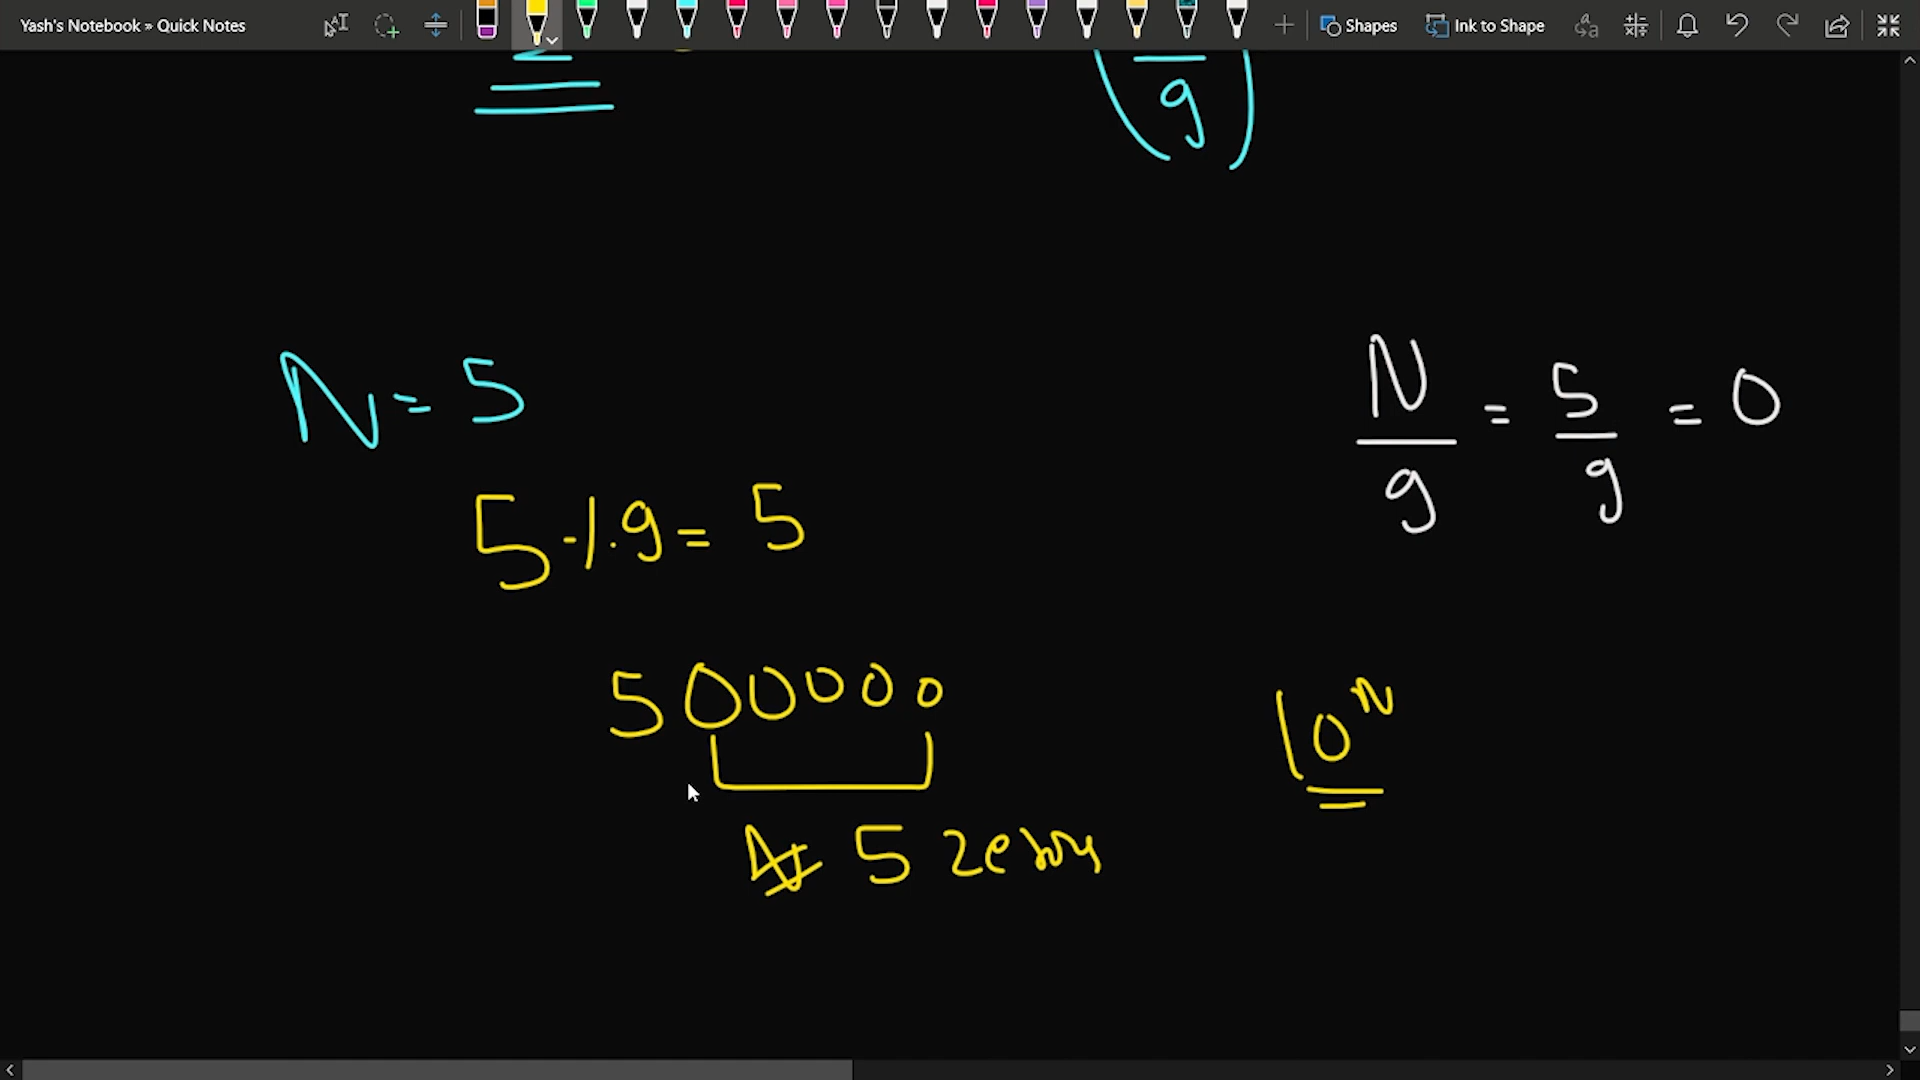 Yash's Notebook » Quick Notes
Shapes
Ink to Shape
9
N = 5
N/9 = 5/9 = 0
5 % 9 = 5
500000
10ⁿ
N 5 zeros